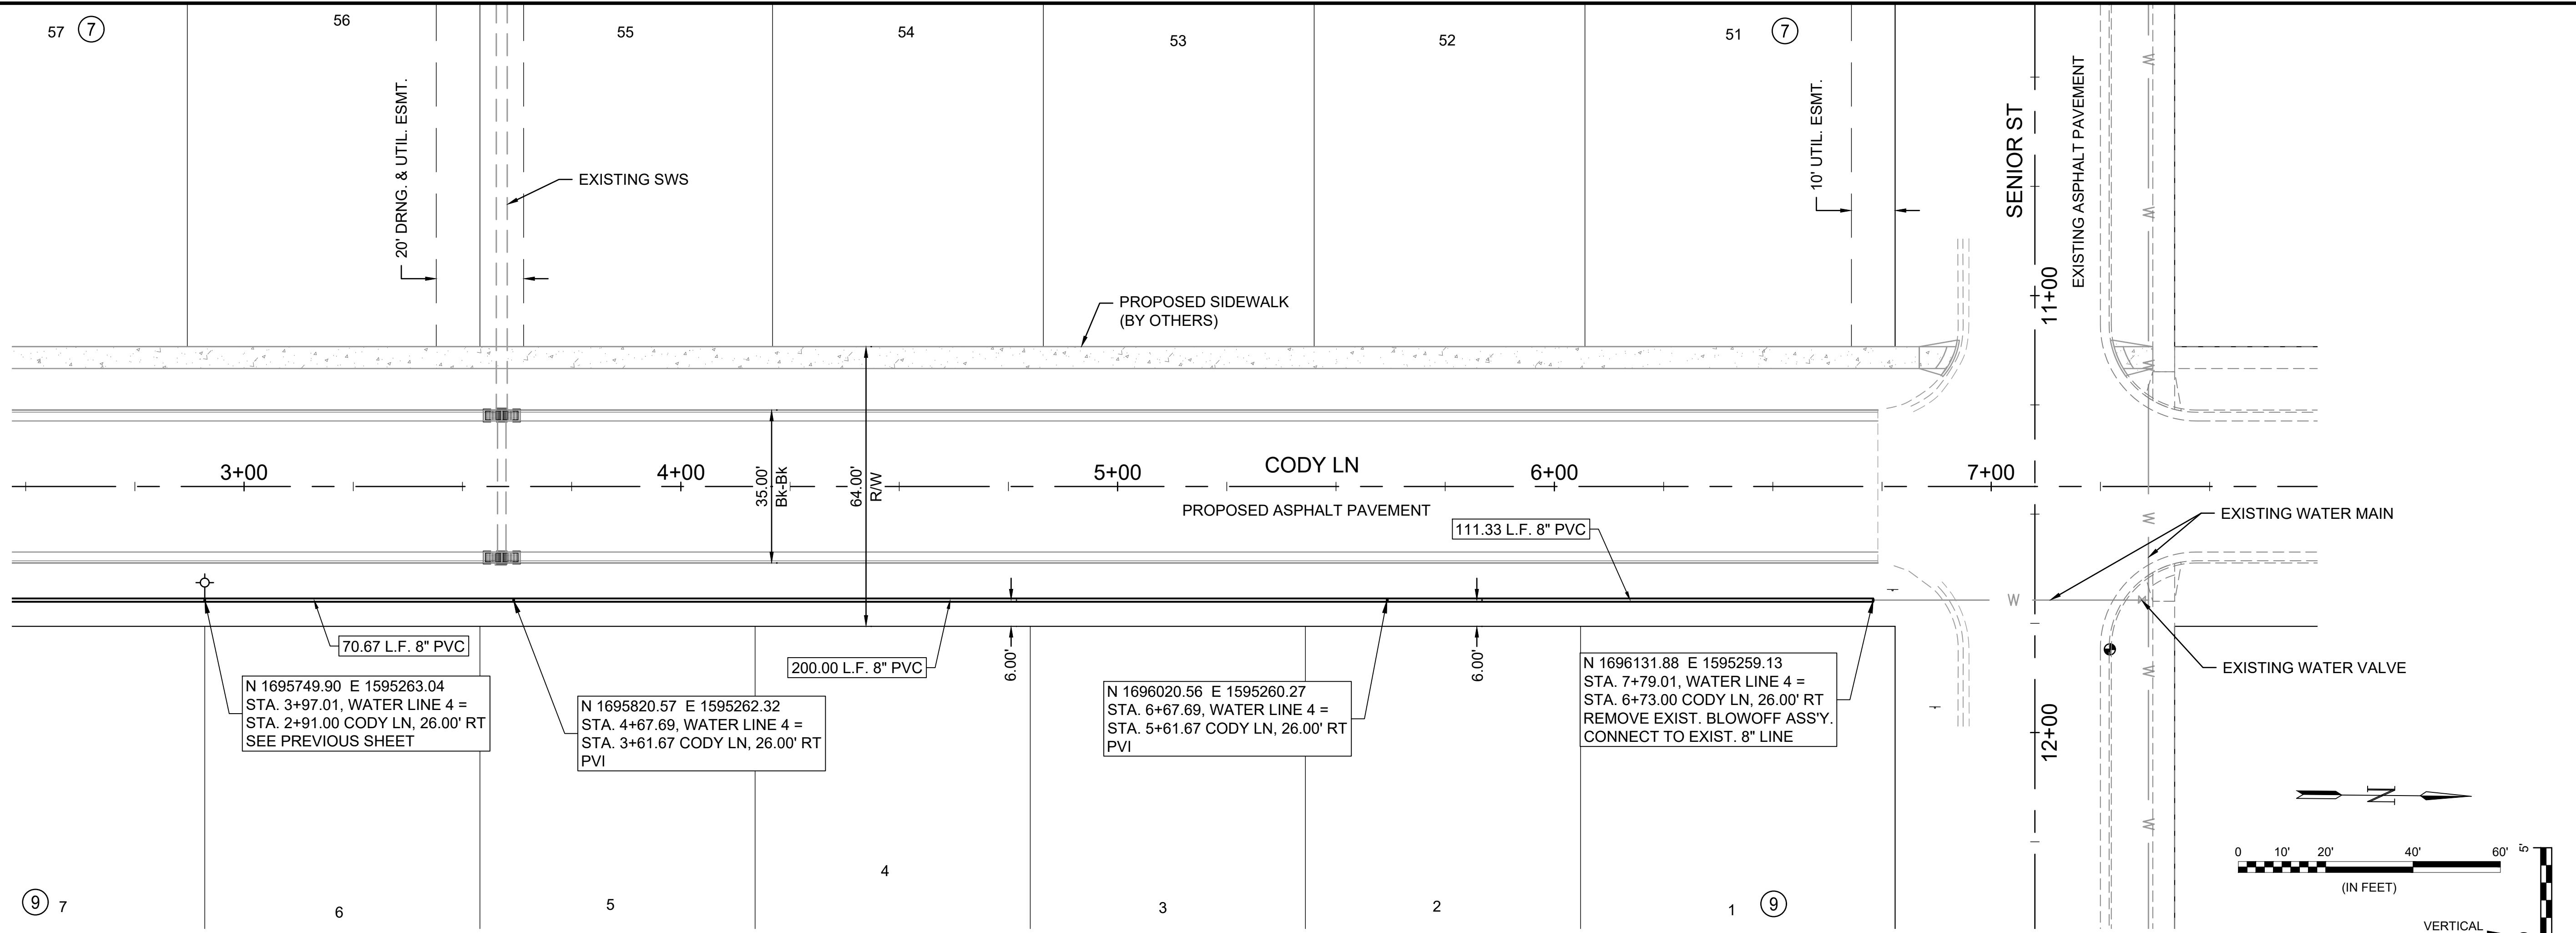 57 7
56
55
54
53
52
51 7
20' DRNG. & UTIL. ESMT.
EXISTING SWS
10' UTIL. ESMT.
SENIOR ST
EXISTING ASPHALT PAVEMENT
11+00
PROPOSED SIDEWALK
(BY OTHERS)
3+00
4+00
5+00
6+00
7+00
CODY LN
35.00'
Bk-Bk
64.00'
R/W
PROPOSED ASPHALT PAVEMENT
111.33 L.F. 8" PVC
EXISTING WATER MAIN
W
W
W
W
W
W
W
70.67 L.F. 8" PVC
200.00 L.F. 8" PVC
6.00'
6.00'
N 1695749.90 E 1595263.04
STA. 3+97.01, WATER LINE 4 =
STA. 2+91.00 CODY LN, 26.00' RT
SEE PREVIOUS SHEET
N 1695820.57 E 1595262.32
STA. 4+67.69, WATER LINE 4 =
STA. 3+61.67 CODY LN, 26.00' RT
PVI
N 1696020.56 E 1595260.27
STA. 6+67.69, WATER LINE 4 =
STA. 5+61.67 CODY LN, 26.00' RT
PVI
N 1696131.88 E 1595259.13
STA. 7+79.01, WATER LINE 4 =
STA. 6+73.00 CODY LN, 26.00' RT
REMOVE EXIST. BLOWOFF ASS'Y.
CONNECT TO EXIST. 8" LINE
EXISTING WATER VALVE
12+00
N
0 10' 20' 40' 60'
(IN FEET)
5'
VERTICAL
9 7
6
5
4
3
2
1 9